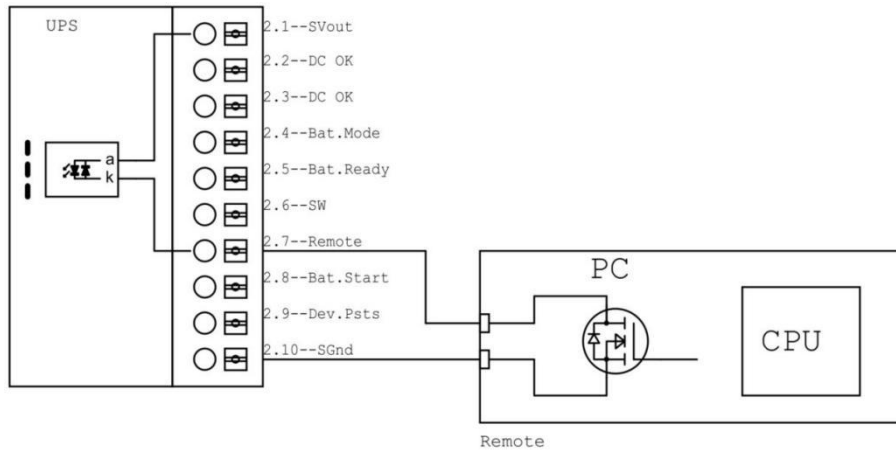 UPS
2.1--SVout
2.2--DC OK
2.3--DC OK
2.4--Bat.Mode
a
2.5--Bat.Ready
k
2.6--SW
2.7--Remote
PC
2.8--Bat.Start
2.9--Dev.Psts
CPU
2.10--SGnd
Remote